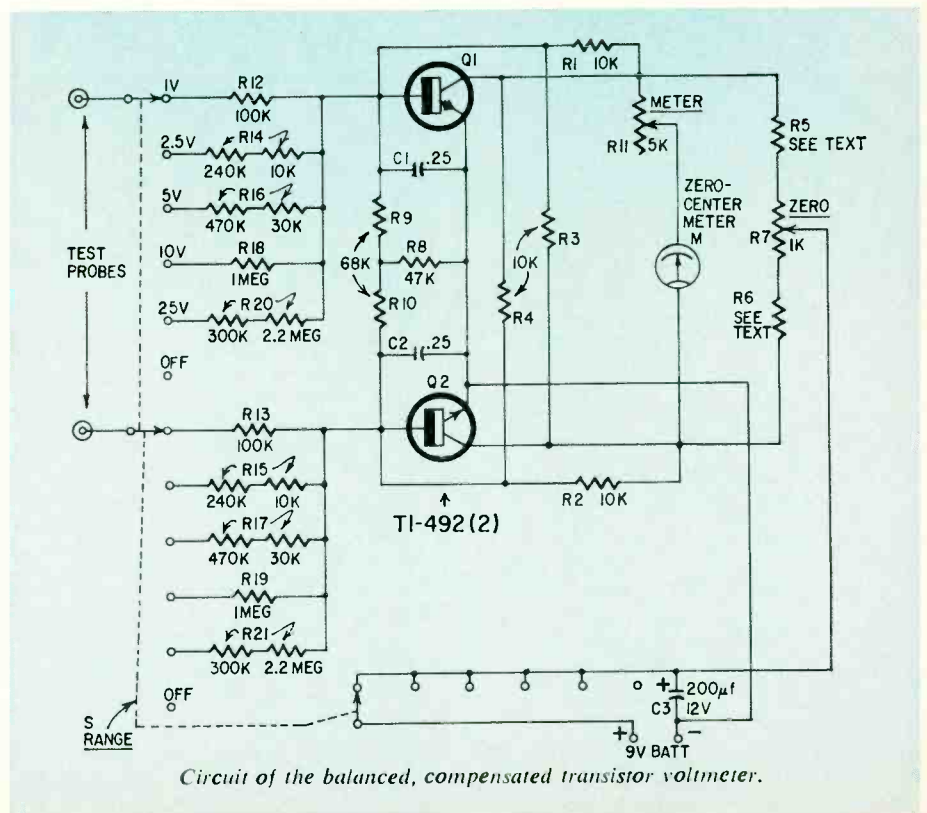 1V
R12
100K
2.5V
R14
240K 10K
5V
R16
470K 30K
10V
R18
1MEG
25V
R20
300K 2.2 MEG
OFF
TEST
PROBES
R13
100K
R15
240K 10K
R17
470K 30K
R19
1MEG
R21
300K 2.2 MEG
OFF
S
RANGE
Q1
C1 .25
R9
R8
47K
68K
R10
C2 .25
Q2
TI-492 (2)
R1 10K
METER
R11 5K
R3
10K
R4
ZERO-
CENTER
METER
M
R5
SEE TEXT
ZERO
R7
1K
R6
SEE
TEXT
R2 10K
+ 200µf
C3 12V
+ -
9V BATT
Circuit of the balanced, compensated transistor voltmeter.